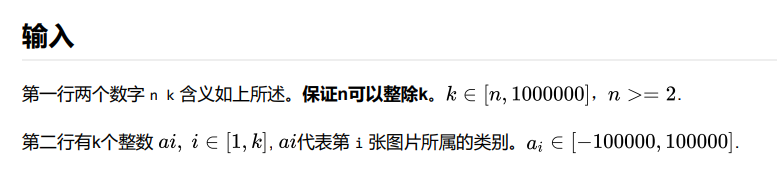 输入
第一行两个数字 n k 含义如上所述。保证n可以整除k。k ∈ [n, 1000000]，n >= 2.
第二行有k个整数 ai, i ∈ [1, k], ai代表第 i 张图片所属的类别。a_i ∈ [−100000, 100000].